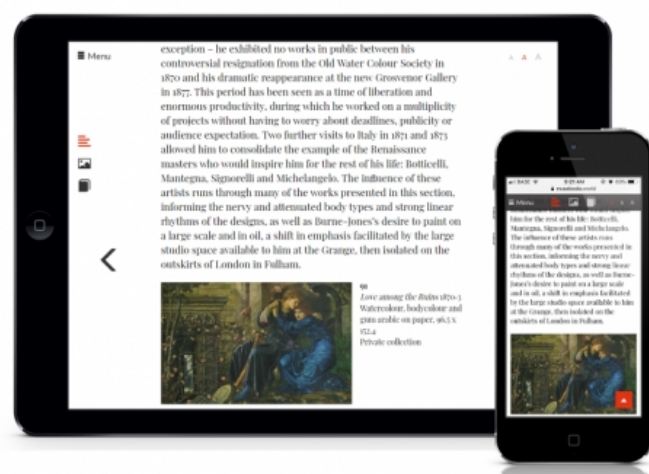 Menu
A A A
exception – he exhibited no works in public between his
controversial resignation from the Old Water Colour Society in
1870 and his dramatic reappearance at the new Grosvenor Gallery
in 1877. This period has been seen as a time of liberation and
enormous productivity, during which he worked on a multiplicity
of projects without having to worry about deadlines, publicity or
audience expectation. Two further visits to Italy in 1871 and 1873
allowed him to consolidate the example of the Renaissance
masters who would inspire him for the rest of his life: Botticelli,
Mantegna, Signorelli and Michelangelo. The influence of these
artists runs through many of the works presented in this section,
informing the nervy and attenuated body types and strong linear
rhythms of the designs, as well as Burne-Jones's desire to paint on
a large scale and in oil, a shift in emphasis facilitated by the large
studio space available to him at the Grange, then isolated on the
outskirts of London in Fulham.
Love among the Ruins 1870-3
Watercolour, bodycolour and
gum arabic on paper, 96.5 x
152.4
Private collection
Menu
him for the rest of his life: Botticelli,
Mantegna, Signorelli and Michelangelo.
The influence of these artists runs
through many of the works presented in
this section, informing the nervy and
attenuated body types and strong linear
rhythms of the designs, as well as Burne-
Jones's desire to paint on a large scale
and in oil, a shift in emphasis facilitated
by the large studio space available to him
at the Grange, then isolated on the
outskirts of London in Fulham.